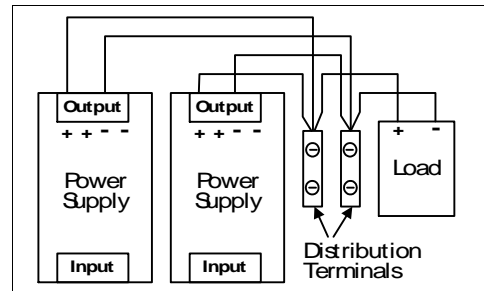 Output
+ + - -
Power
Supply
Input
Output
+ + - -
Power
Supply
Input
+ -
Load
Distribution
Terminals